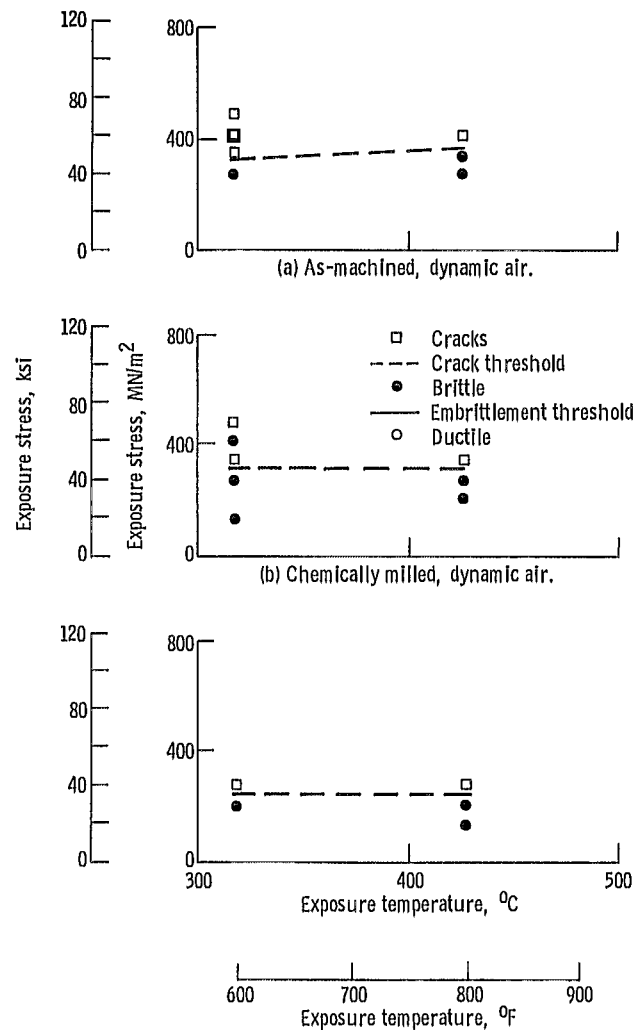 120
80
40
0
800
400
0
(a) As-machined, dynamic air.
Exposure stress, ksi
Exposure stress, MN/m²
120
80
40
0
800
400
0
Cracks
Crack threshold
Brittle
Embrittlement threshold
Ductile
(b) Chemically milled, dynamic air.
120
80
40
0
800
400
0
300 400 500
Exposure temperature, °C
600 700 800 900
Exposure temperature, °F